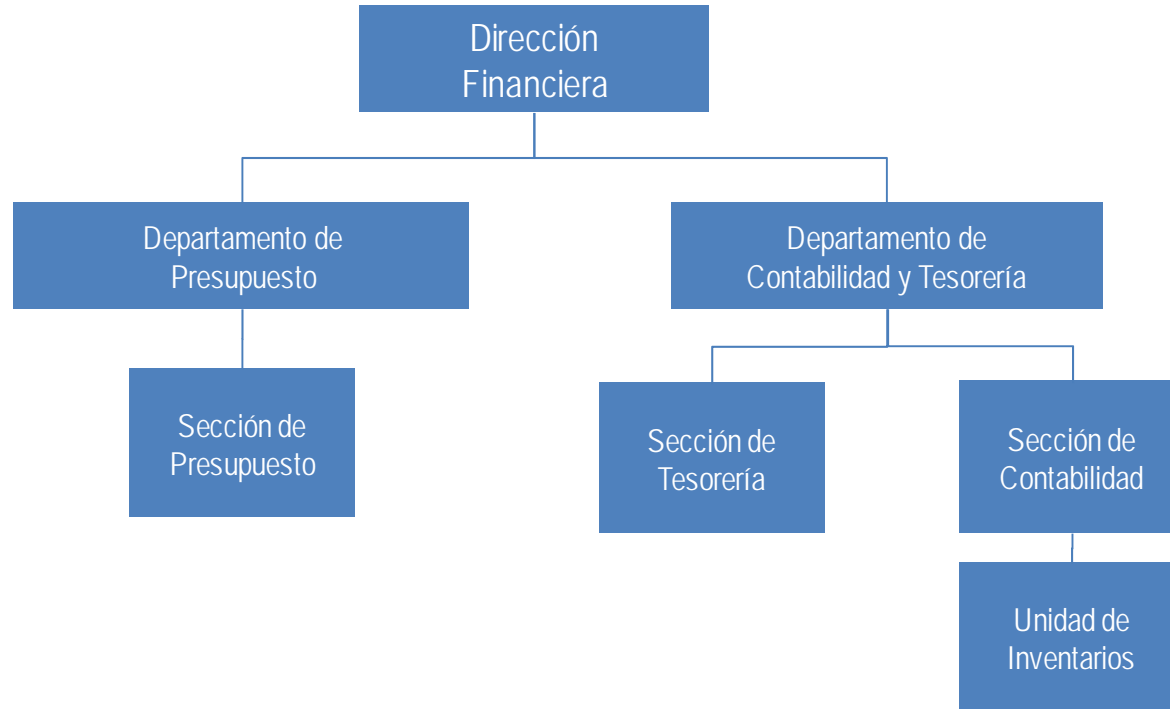 Dirección
Financiera
Departamento de
Presupuesto
Departamento de
Contabilidad y Tesorería
Sección de
Presupuesto
Sección de
Tesorería
Sección de
Contabilidad
Unidad de
Inventarios